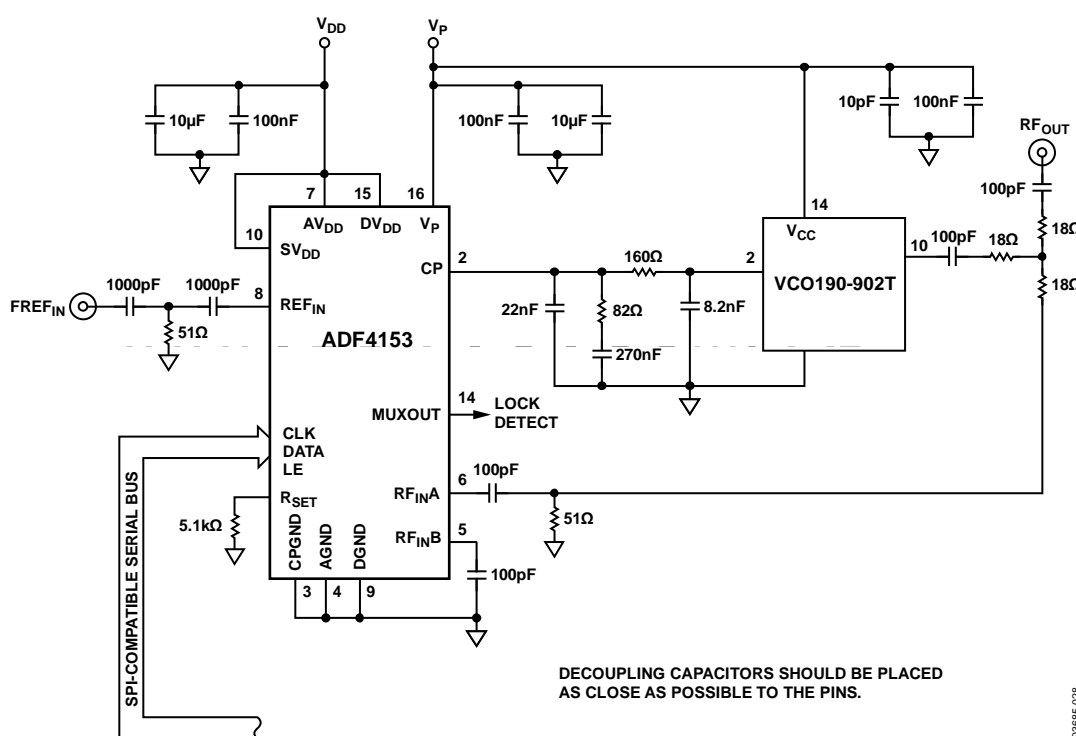 VDD
VP
10µF
100nF
100nF
10µF
10pF
100nF
RFOUT
100pF
18Ω
18Ω
7
15
16
AVDD
DVDD
VP
10
SVDD
CP
2
160Ω
22nF
82Ω
270nF
8.2nF
2
14
VCC
VCO190-902T
10
100pF
18Ω
FREFIN
1000pF
1000pF
51Ω
8
REFIN
ADF4153
MUXOUT
14
LOCK
DETECT
CLK
DATA
LE
RSET
5.1kΩ
RFINA
6
100pF
51Ω
RFINB
5
100pF
CPGND
AGND
DGND
3
4
9
SPI-COMPATIBLE SERIAL BUS
DECOUPLING CAPACITORS SHOULD BE PLACED
AS CLOSE AS POSSIBLE TO THE PINS.